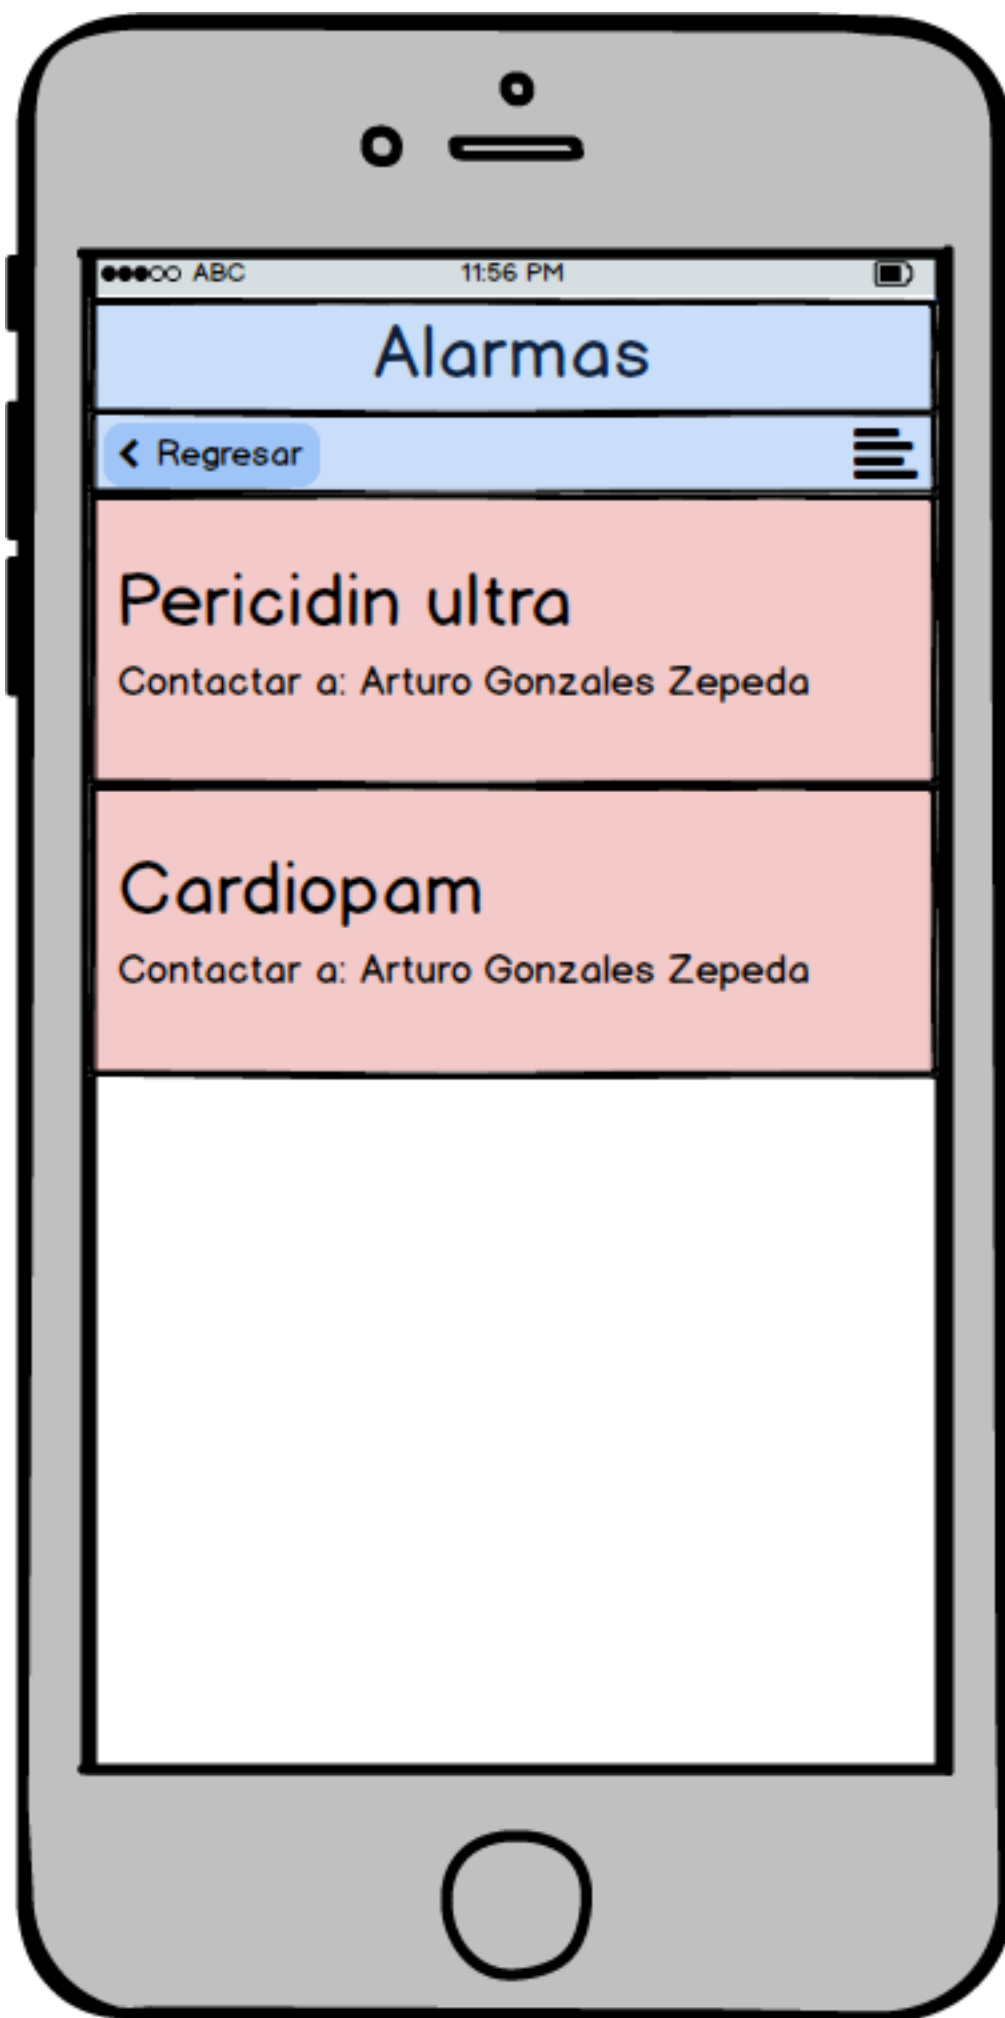 ABC 11:56 PM
Alarmas
Regresar
Pericidin ultra
Contactar a: Arturo Gonzales Zepeda
Cardiopam
Contactar a: Arturo Gonzales Zepeda